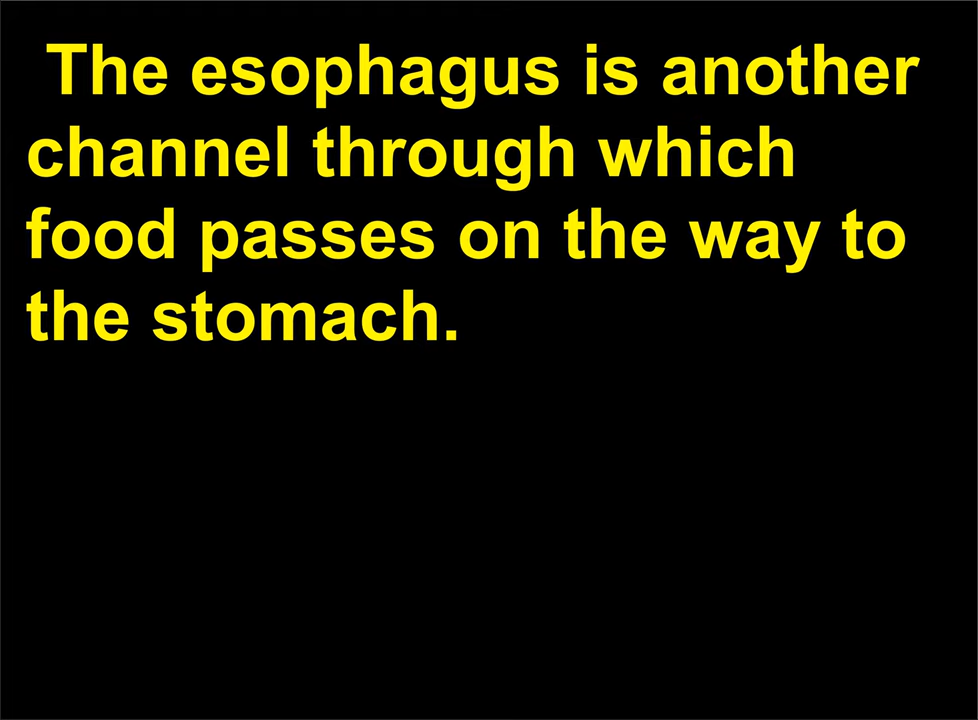 The esophagus is another
channel through which
food passes on the way to
the stomach.